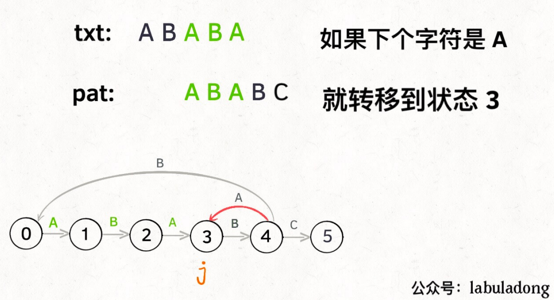 txt: A B A B A
如果下个字符是 A
pat: A B A B C
就转移到状态 3
B
A
A B A B C
0 1 2 3 4 5
j
公众号：labuladong